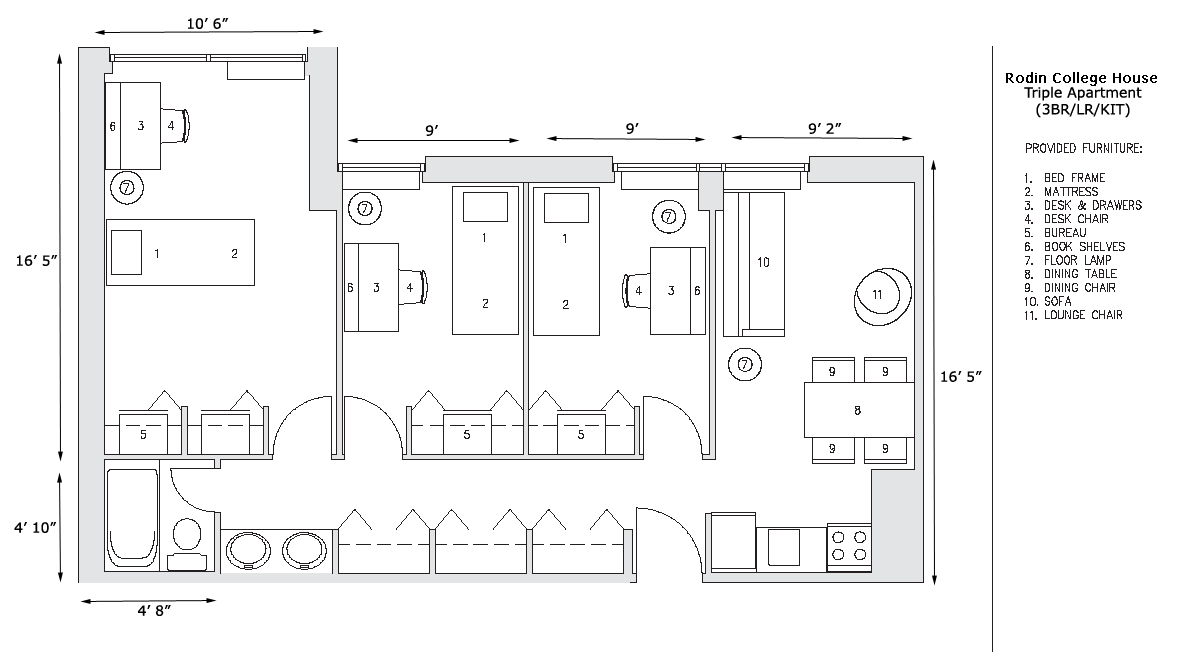 10’ 6”
9’
9’
9’ 2”
16’ 5”
4’ 10”
4’ 8”
16’ 5”
6 3 4
7
1 2
5
7
6 3 4
1
2
5
1
2
7
4 3 6
5
10
11
7
9 9
8
9 9
Rodin College House
Triple Apartment
(3BR/LR/KIT)
PROVIDED FURNITURE:
1. BED FRAME
2. MATTRESS
3. DESK & DRAWERS
4. DESK CHAIR
5. BUREAU
6. BOOK SHELVES
7. FLOOR LAMP
8. DINING TABLE
9. DINING CHAIR
10. SOFA
11. LOUNGE CHAIR